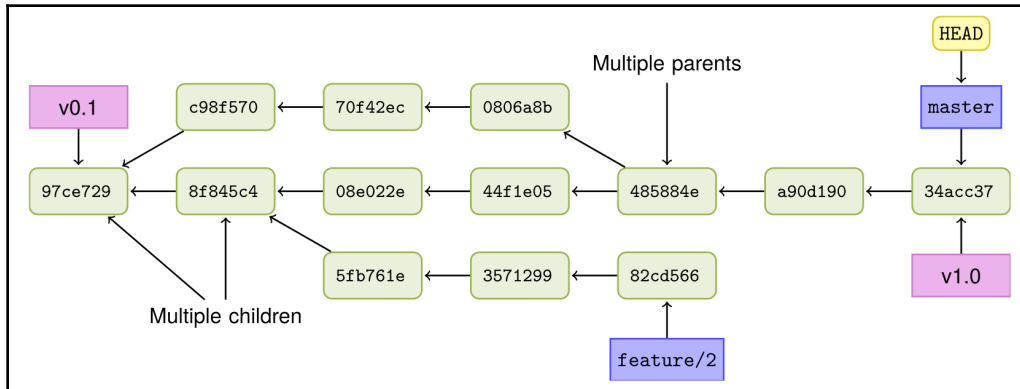 HEAD
Multiple parents
v0.1
c98f570
70f42ec
0806a8b
master
97ce729
8f845c4
08e022e
44f1e05
485884e
a90d190
34acc37
5fb761e
3571299
82cd566
v1.0
Multiple children
feature/2